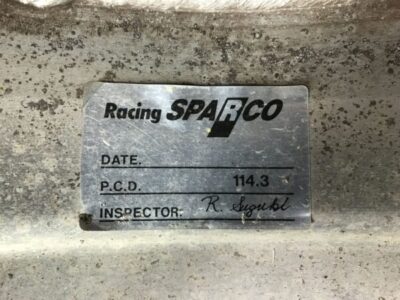 Racing SPARCO
DATE.
P.C.D. 114.3
INSPECTOR: R.